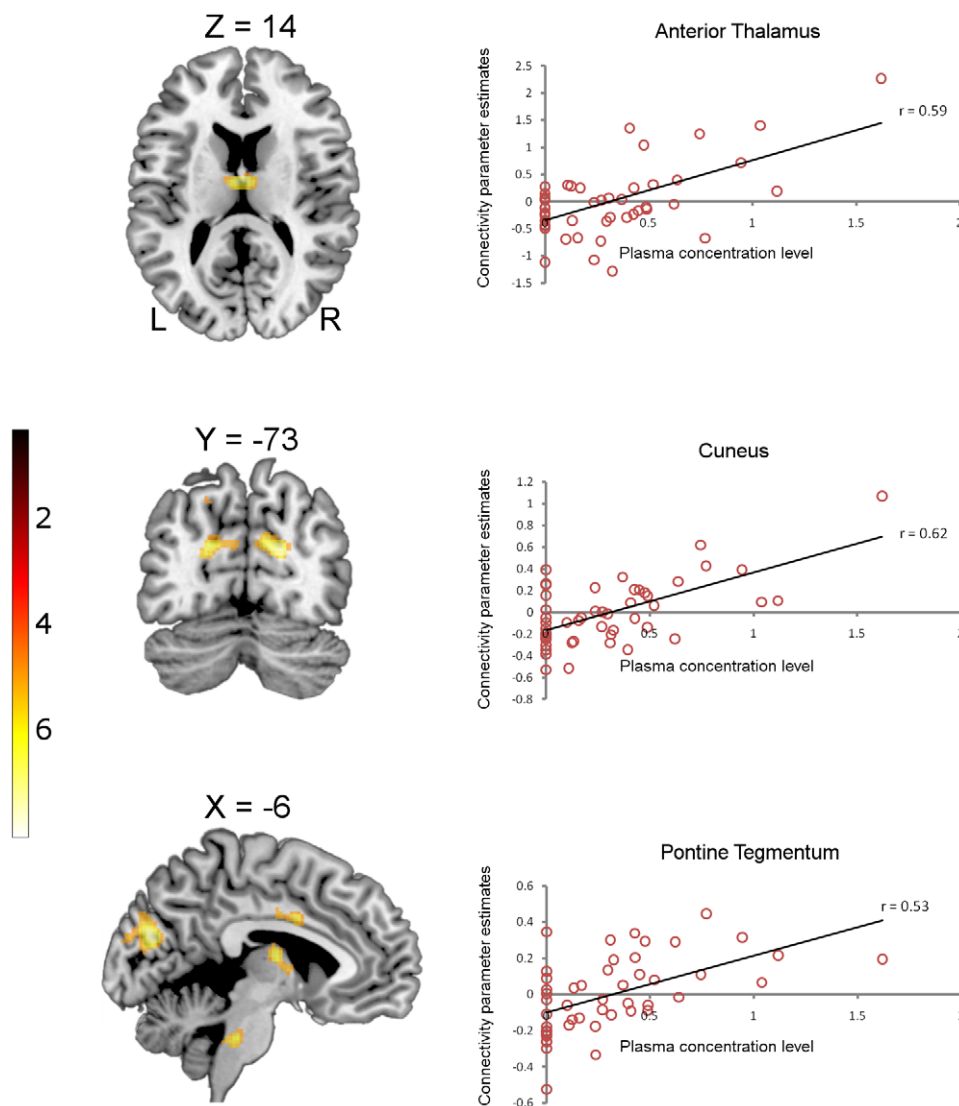 Z = 14
L
R
Anterior Thalamus
Connectivity parameter estimates
2.5
2
1.5
1
0.5
0
-0.5
-1
-1.5
0
0.5
1
1.5
2
r = 0.59
Plasma concentration level
2
4
6
Y = -73
Cuneus
Connectivity parameter estimates
1.2
1
0.8
0.6
0.4
0.2
0
-0.2
-0.4
-0.6
-0.8
0
0.5
1
1.5
2
r = 0.62
Plasma concentration level
X = -6
Pontine Tegmentum
Connectivity parameter estimates
0.6
0.4
0.2
0
-0.2
-0.4
0.6
0
0.5
1
1.5
2
r = 0.53
Plasma concentration level